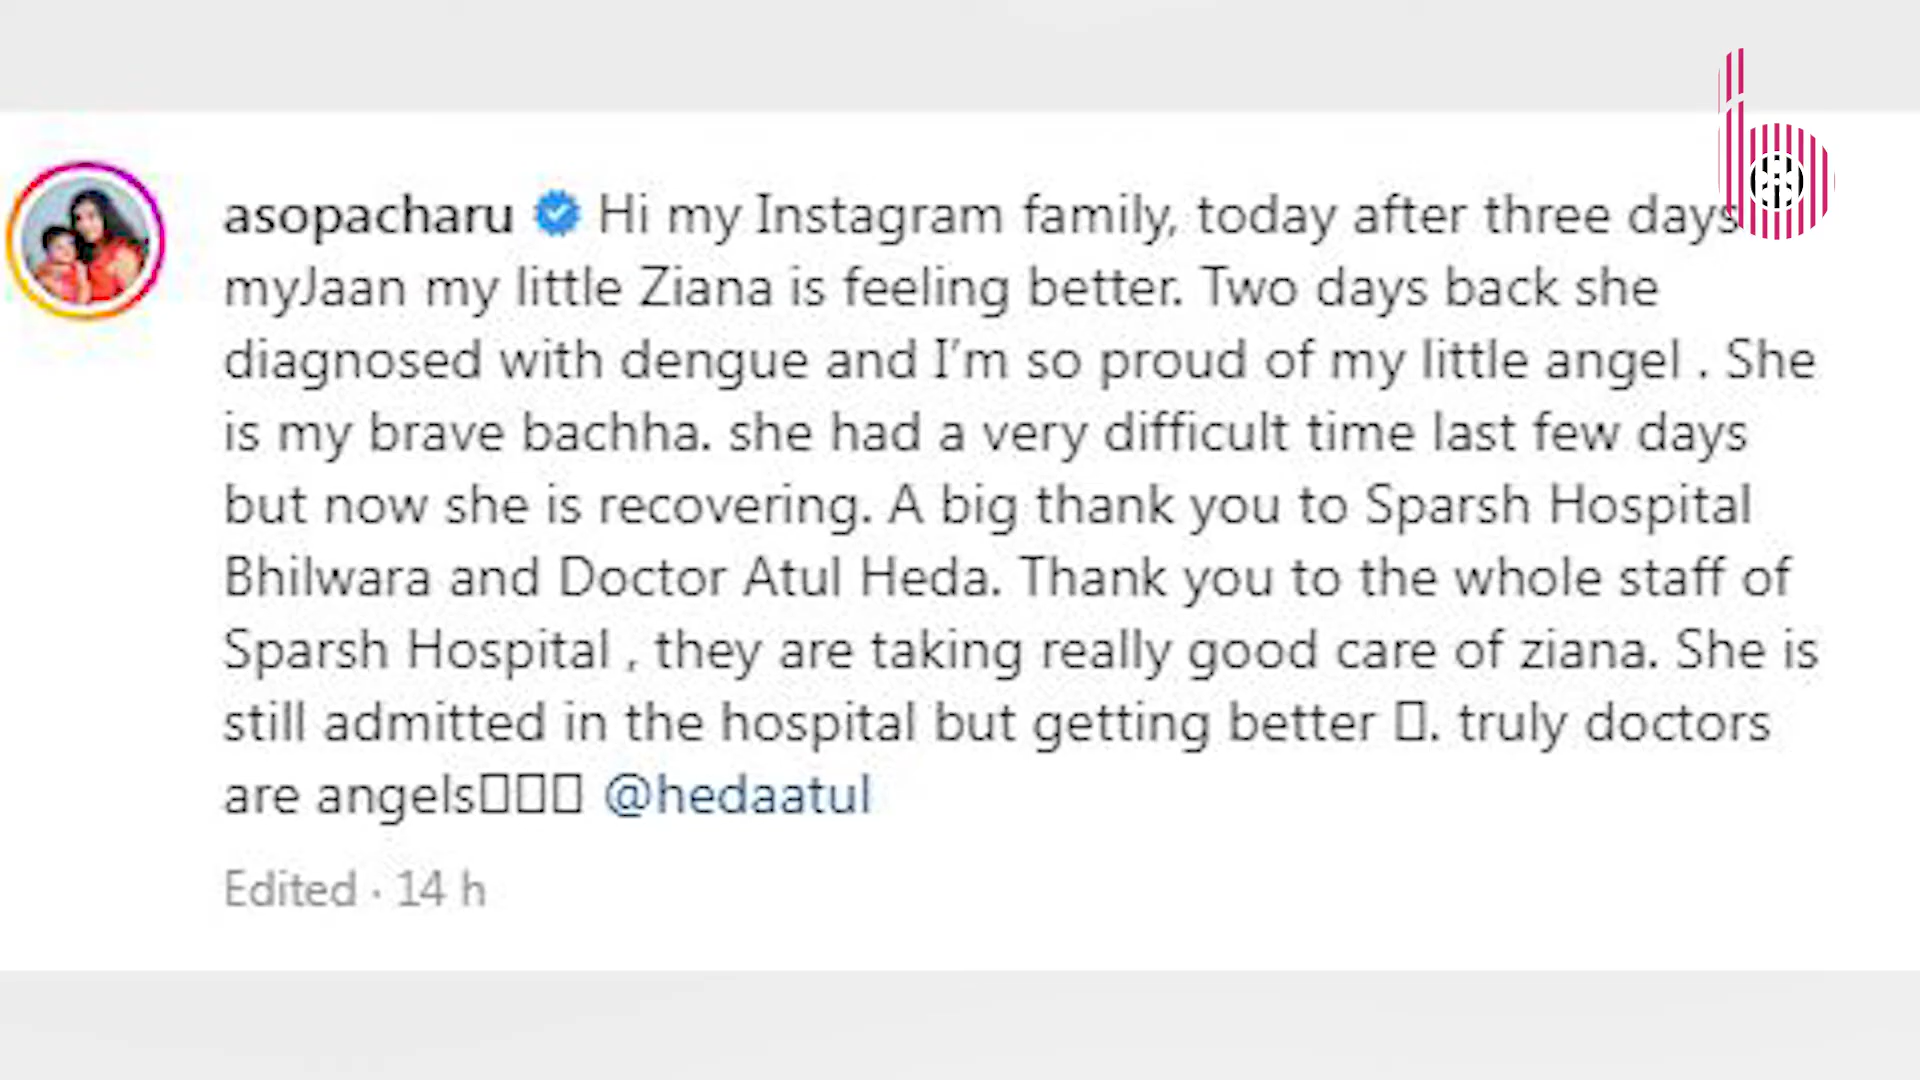 asopacharu Hi my Instagram family, today after three days
myJaan my little Ziana is feeling better. Two days back she
diagnosed with dengue and I'm so proud of my little angel . She
is my brave bachha. she had a very difficult time last few days
but now she is recovering. A big thank you to Sparsh Hospital
Bhilwara and Doctor Atul Heda. Thank you to the whole staff of
Sparsh Hospital , they are taking really good care of ziana. She is
still admitted in the hospital but getting better □. truly doctors
are angels□□□ @hedaatul
Edited · 14 h